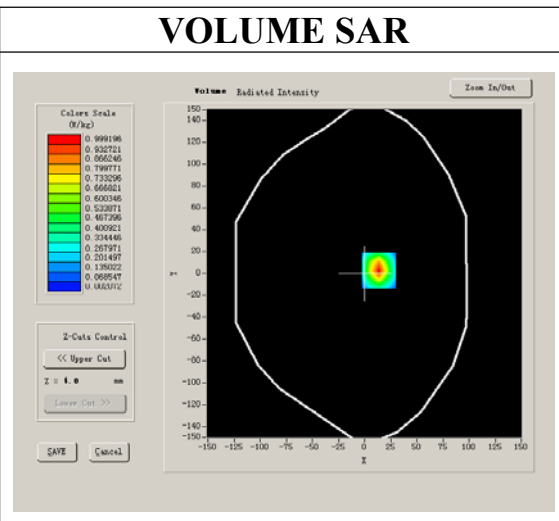 VOLUME SAR
Volume Radiated Intensity
Zoom In/Out
Colors Scale
(W/kg)
0.999196
0.932721
0.866246
0.799771
0.733296
0.666821
0.600346
0.533871
0.467396
0.400921
0.334446
0.267971
0.201497
0.135022
0.068547
0.002072
Z-Cuts Control
<< Upper Cut
Z = 4.0 mm
Lower Cut >>
SAVE
Cancel
150
140
120
100
80
60
40
20
0
-20
-40
-60
-80
-100
-120
-140
-150
Y
-150 -125 -100 -75 -50 -25 0 25 50 75 100 125 150
X